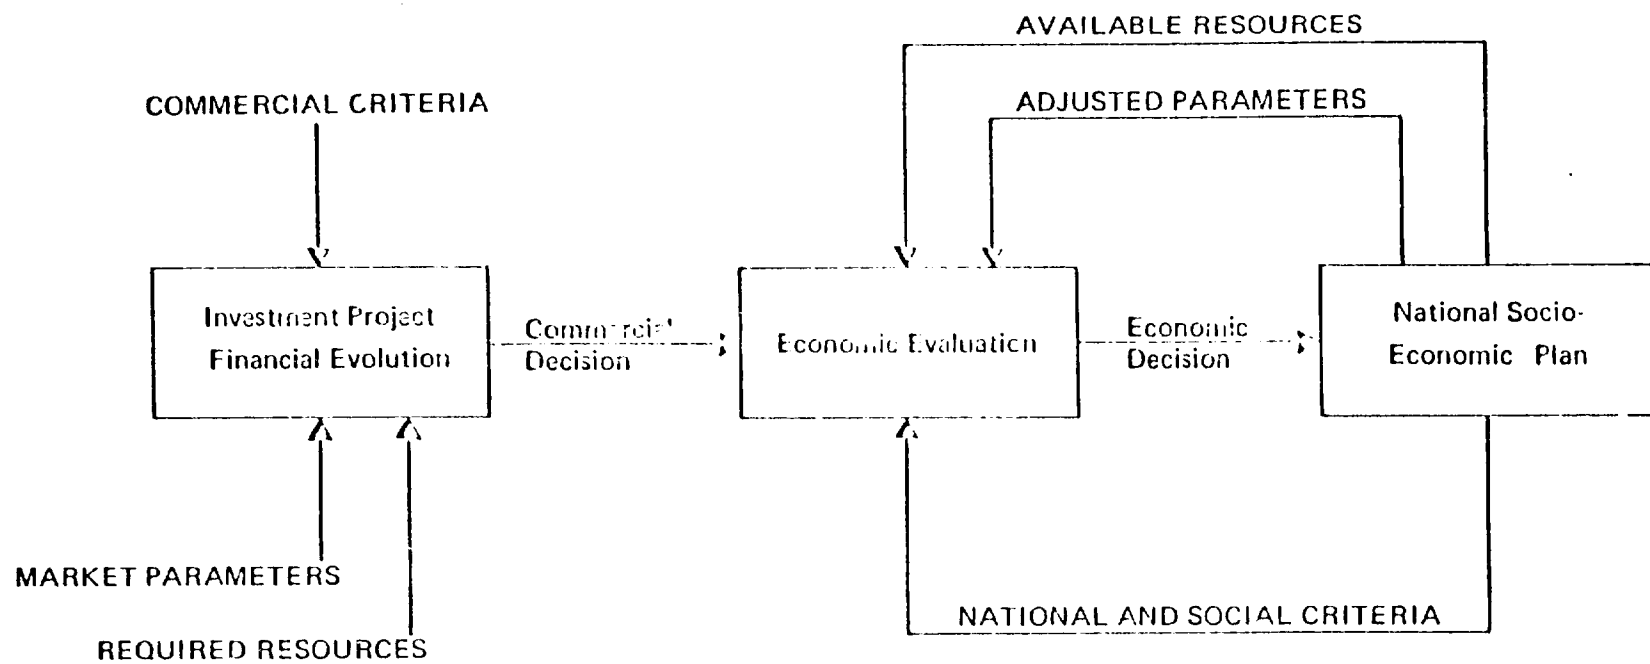 AVAILABLE RESOURCES
COMMERCIAL CRITERIA
ADJUSTED PARAMETERS
Investment Project
Financial Evolution
Commercial
Decision
Economic Evaluation
Economic
Decision
National Socio-
Economic Plan
MARKET PARAMETERS
REQUIRED RESOURCES
NATIONAL AND SOCIAL CRITERIA